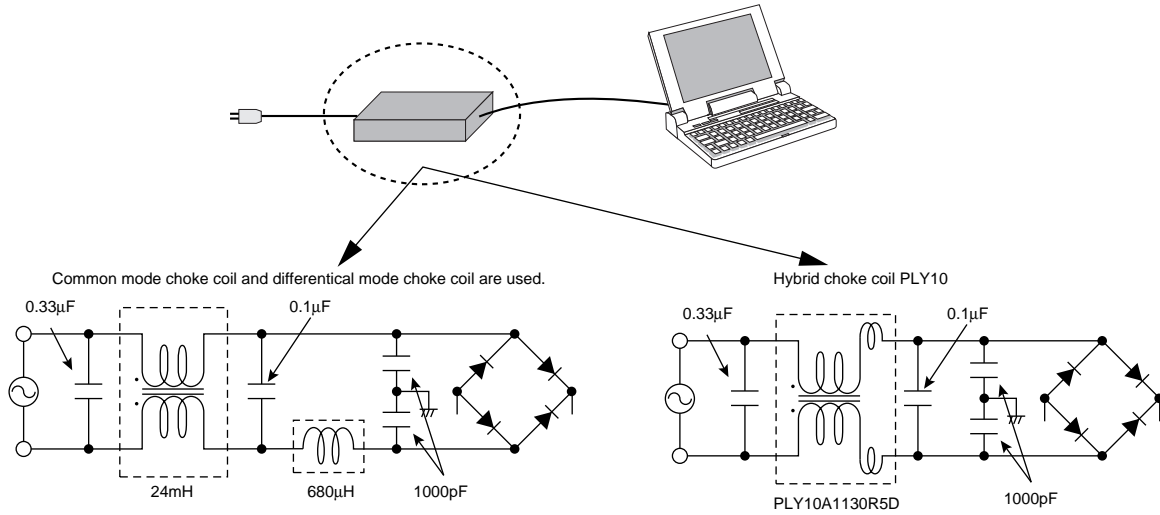 Common mode choke coil and differentical mode choke coil are used.
0.33μF
0.1μF
24mH
680μH
1000pF
Hybrid choke coil PLY10
0.33μF
0.1μF
PLY10A1130R5D
1000pF